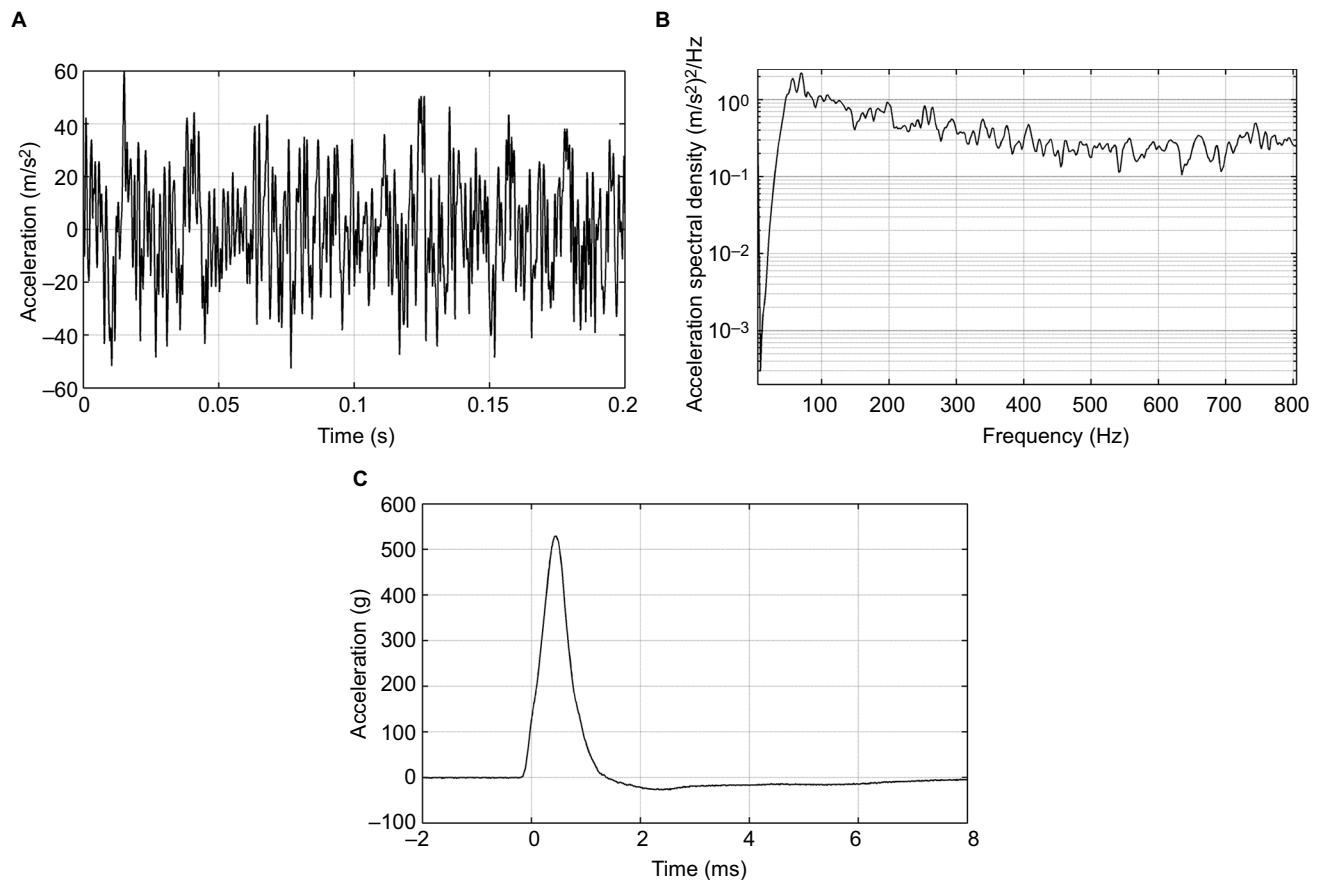 A
Acceleration (m/s²)
60
40
20
0
–20
–40
–60
0 0.05 0.1 0.15 0.2
Time (s)
B
Acceleration spectral density (m/s²)²/Hz
10⁰
10⁻¹
10⁻²
10⁻³
100 200 300 400 500 600 700 800
Frequency (Hz)
C
Acceleration (g)
600
500
400
300
200
100
0
–100
–2 0 2 4 6 8
Time (ms)